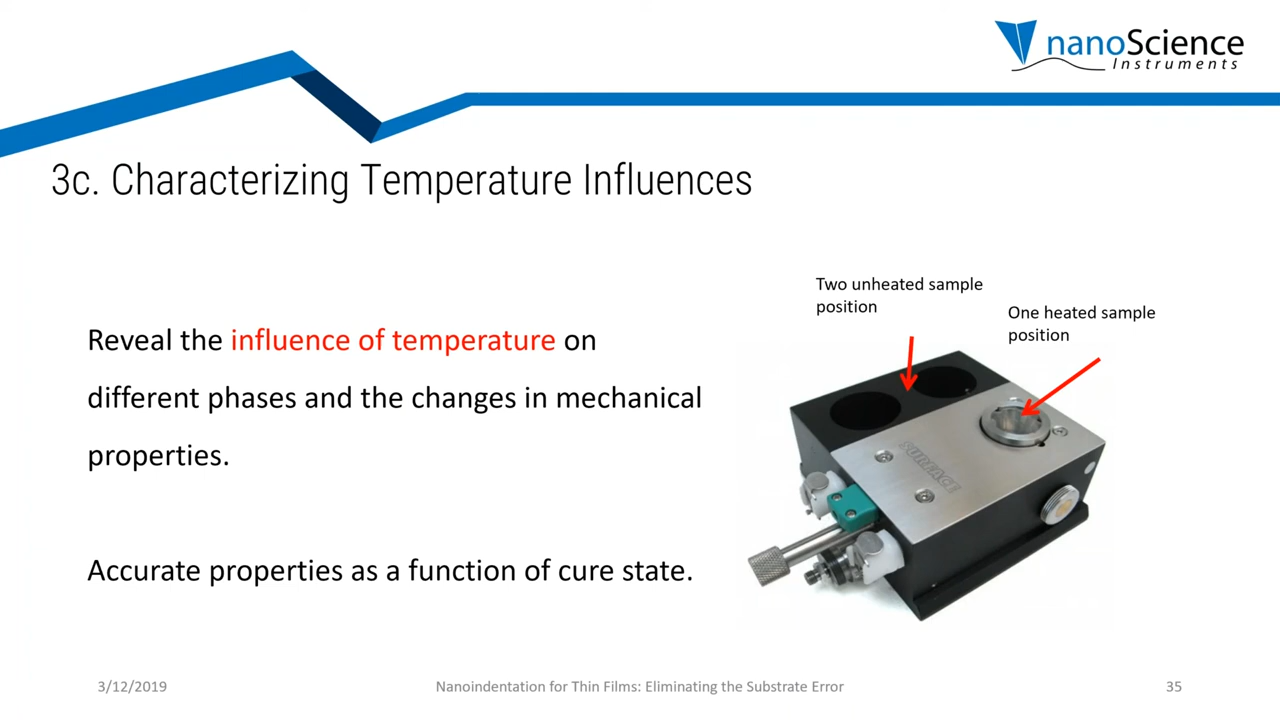 nanoScience
Instruments
3c. Characterizing Temperature Influences
Two unheated sample
position
One heated sample
position
Reveal the influence of temperature on
different phases and the changes in mechanical
properties.
Accurate properties as a function of cure state.
SURFACE
3/12/2019
Nanoindentation for Thin Films: Eliminating the Substrate Error
35